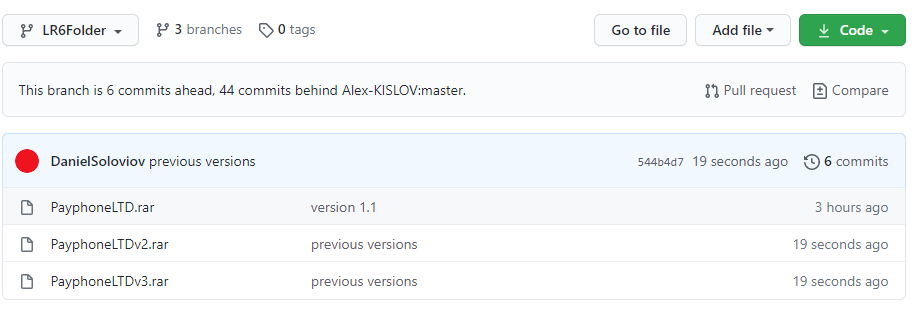 LR6Folder 3 branches 0 tags Go to file Add file Code
This branch is 6 commits ahead, 44 commits behind Alex-KISLOV:master. Pull request Compare
DanielSoloviov previous versions 544b4d7 19 seconds ago 6 commits
PayphoneLTD.rar version 1.1 3 hours ago
PayphoneLTDv2.rar previous versions 19 seconds ago
PayphoneLTDv3.rar previous versions 19 seconds ago